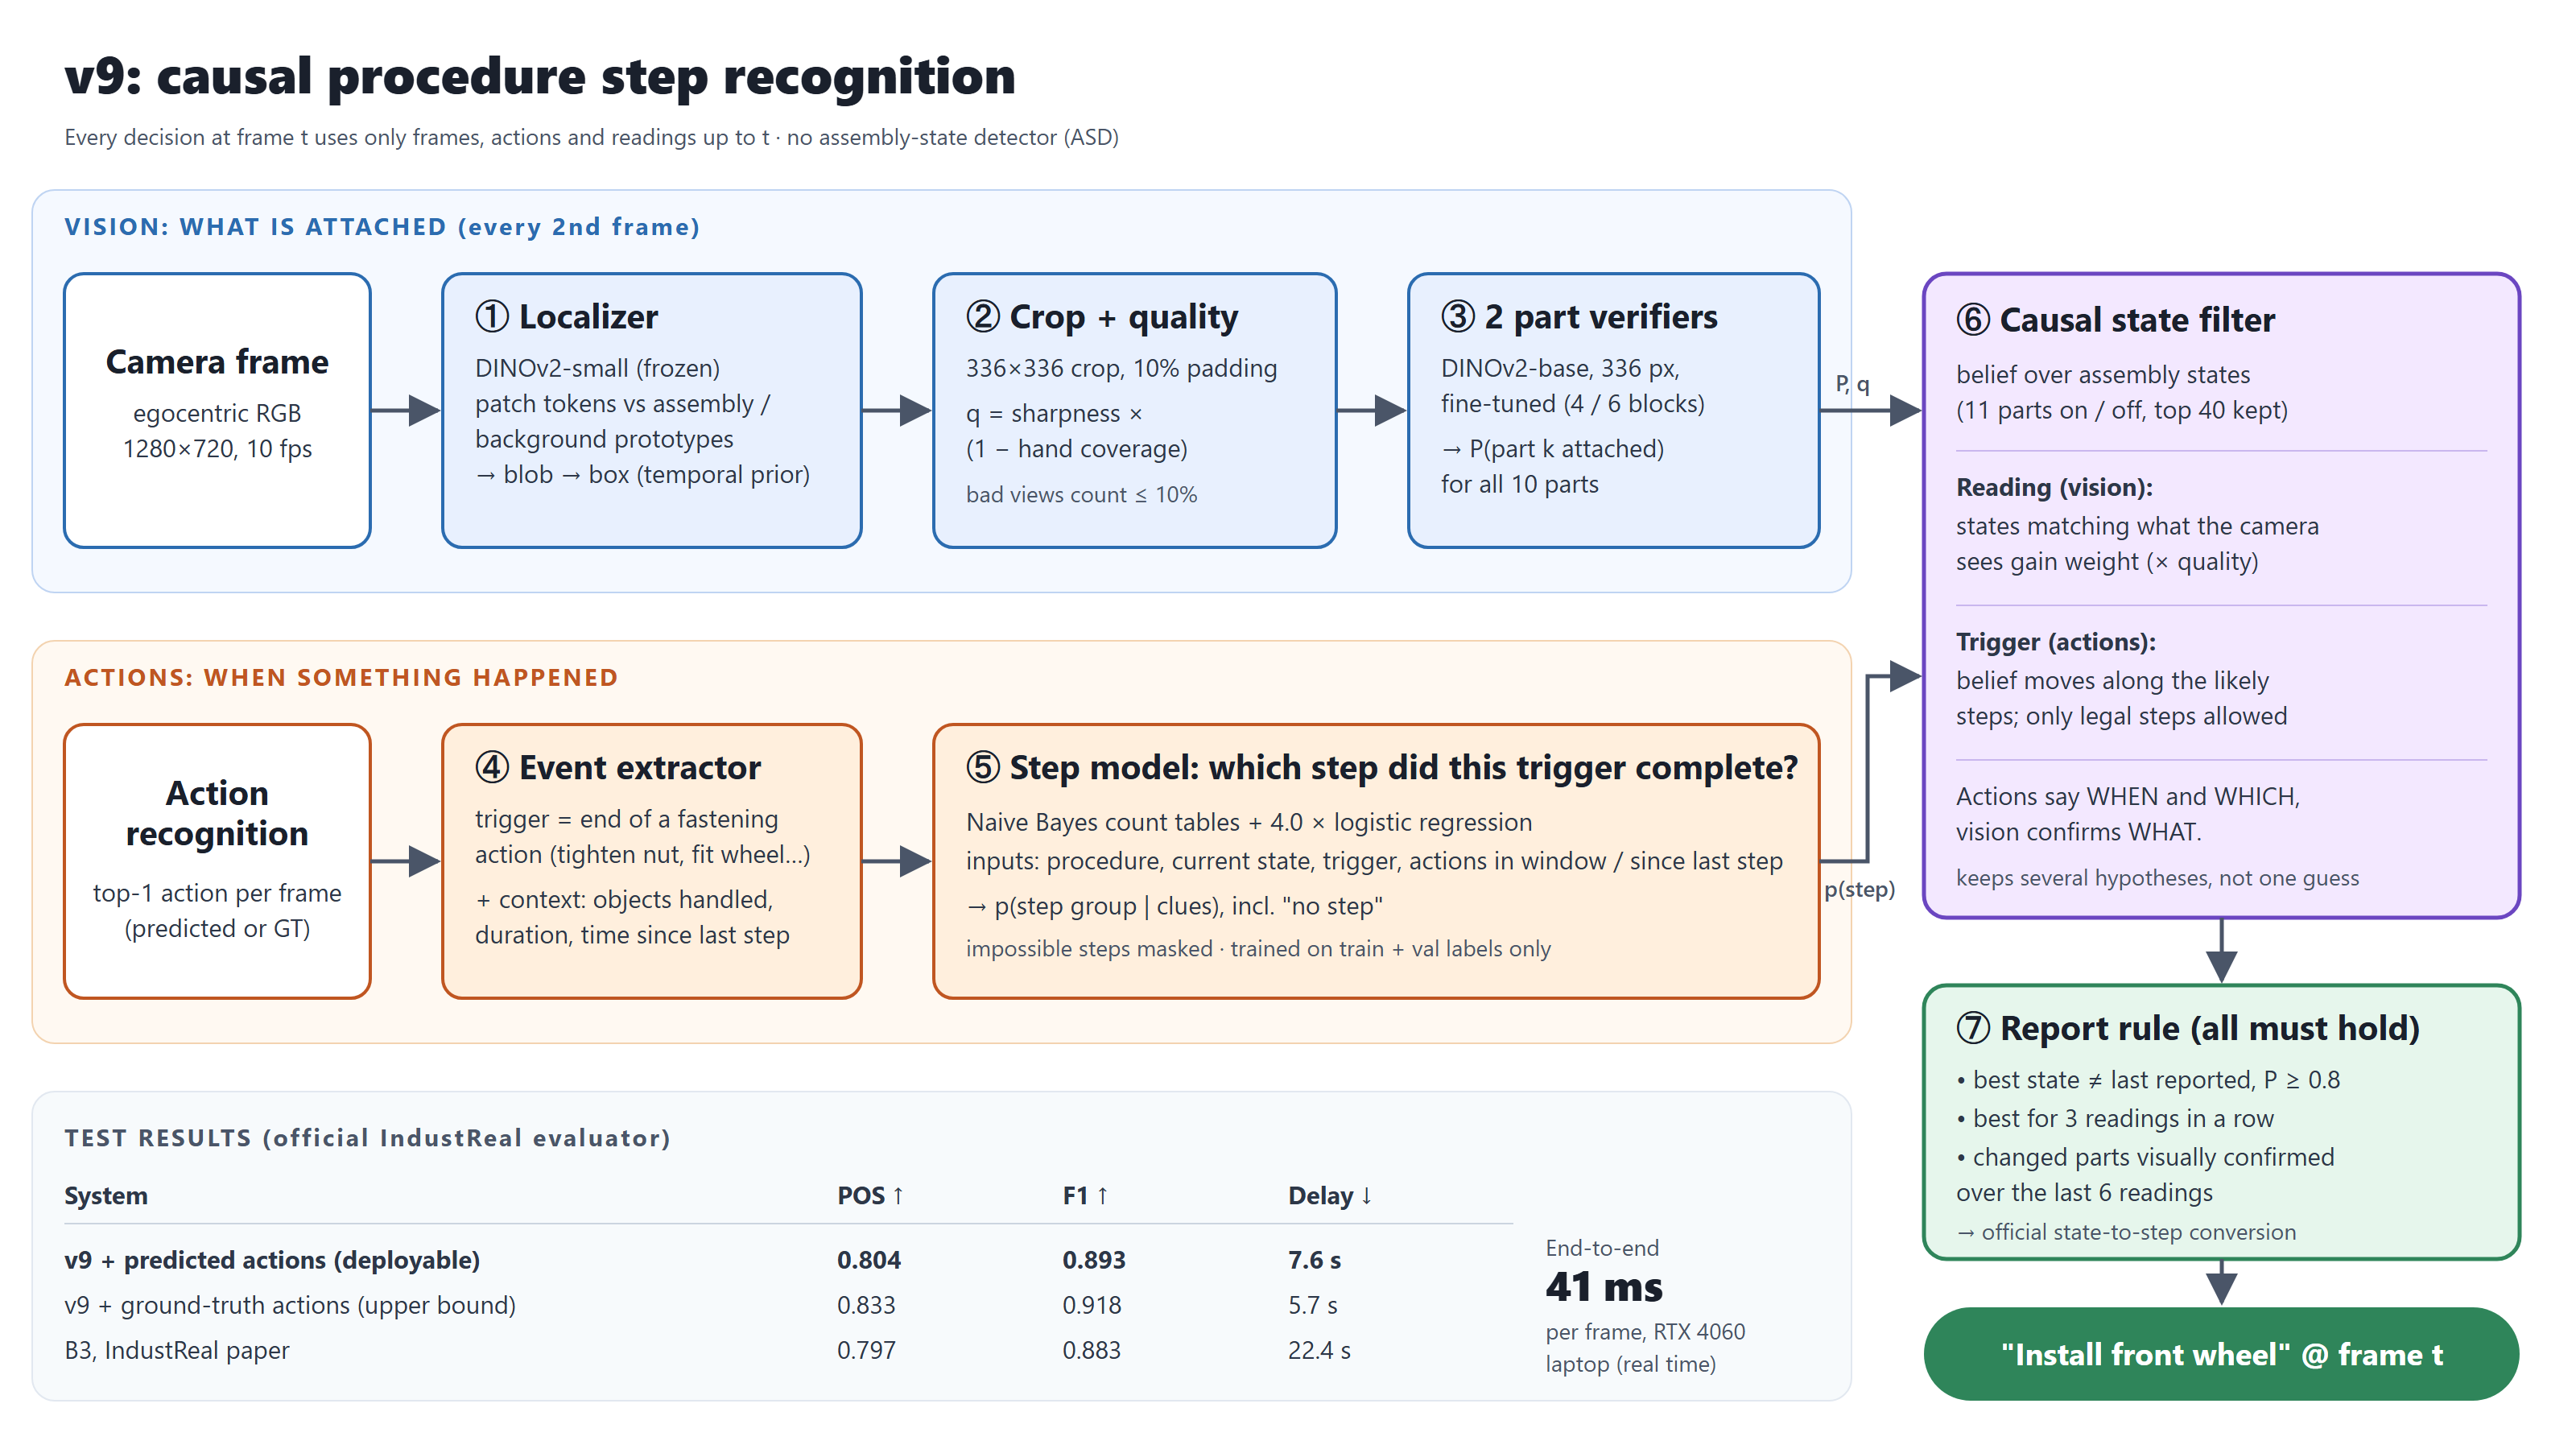 v9: causal procedure step recognition
Every decision at frame t uses only frames, actions and readings up to t · no assembly-state detector (ASD)
VISION: WHAT IS ATTACHED (every 2nd frame)
Camera frame
egocentric RGB
1280×720, 10 fps
① Localizer
DINOv2-small (frozen)
patch tokens vs assembly /
background prototypes
→ blob → box (temporal prior)
② Crop + quality
336×336 crop, 10% padding
q = sharpness ×
(1 − hand coverage)
bad views count ≤ 10%
③ 2 part verifiers
DINOv2-base, 336 px,
fine-tuned (4 / 6 blocks)
→ P(part k attached)
for all 10 parts
P, q
ACTIONS: WHEN SOMETHING HAPPENED
Action
recognition
top-1 action per frame
(predicted or GT)
④ Event extractor
trigger = end of a fastening
action (tighten nut, fit wheel...)
+ context: objects handled,
duration, time since last step
⑤ Step model: which step did this trigger complete?
Naive Bayes count tables + 4.0 × logistic regression
inputs: procedure, current state, trigger, actions in window / since last step
→ p(step group | clues), incl. "no step"
impossible steps masked · trained on train + val labels only
p(step)
⑥ Causal state filter
belief over assembly states
(11 parts on / off, top 40 kept)
Reading (vision):
states matching what the camera
sees gain weight (× quality)
Trigger (actions):
belief moves along the likely
steps; only legal steps allowed
Actions say WHEN and WHICH,
vision confirms WHAT.
keeps several hypotheses, not one guess
⑦ Report rule (all must hold)
• best state ≠ last reported, P ≥ 0.8
• best for 3 readings in a row
• changed parts visually confirmed
over the last 6 readings
→ official state-to-step conversion
"Install front wheel" @ frame t
TEST RESULTS (official IndustReal evaluator)
System POS ↑ F1 ↑ Delay ↓
v9 + predicted actions (deployable) 0.804 0.893 7.6 s
v9 + ground-truth actions (upper bound) 0.833 0.918 5.7 s
B3, IndustReal paper 0.797 0.883 22.4 s
End-to-end
41 ms
per frame, RTX 4060
laptop (real time)